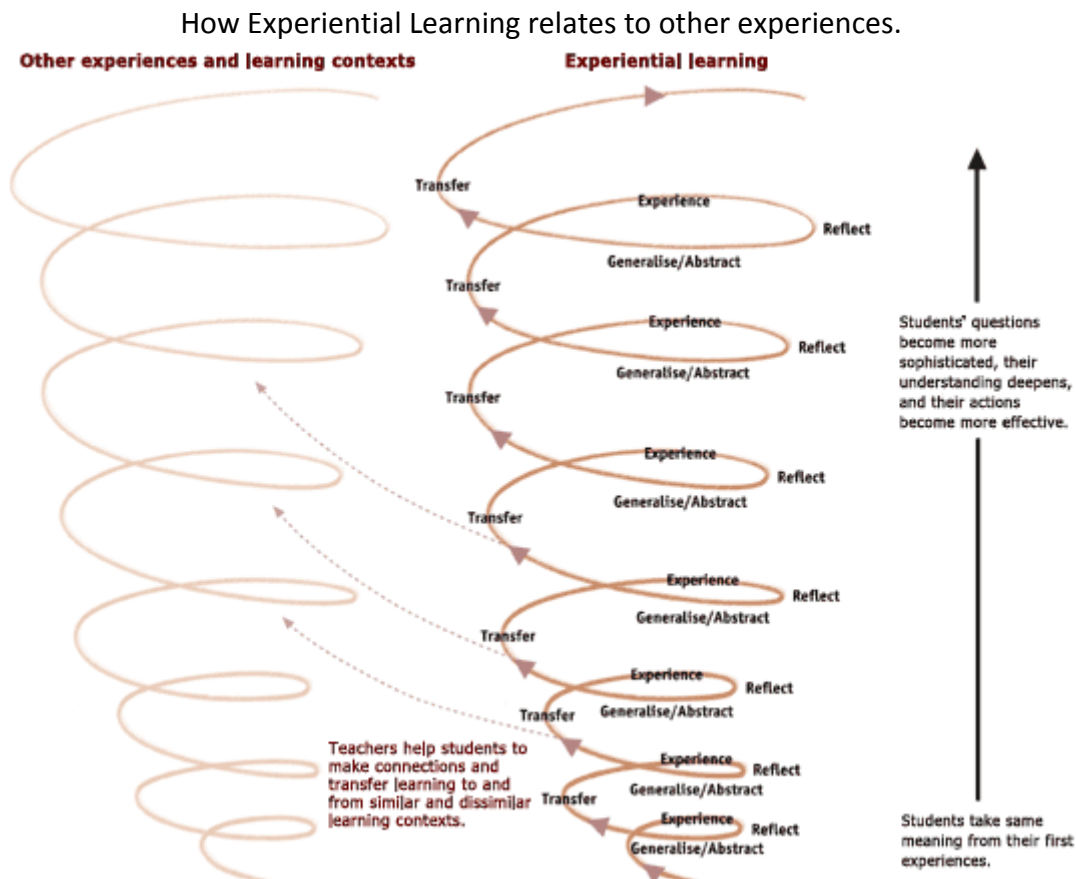 How Experiential Learning relates to other experiences.
Other experiences and learning contexts
Experiential learning
Transfer
Experience
Reflect
Generalise/Abstract
Transfer
Experience
Reflect
Generalise/Abstract
Transfer
Experience
Reflect
Generalise/Abstract
Transfer
Experience
Reflect
Generalise/Abstract
Transfer
Experience
Reflect
Generalise/Abstract
Transfer
Experience
Reflect
Generalise/Abstract
Transfer
Experience
Reflect
Generalise/Abstract
Students' questions
become more
sophisticated, their
understanding deepens,
and their actions
become more effective.
Teachers help students to
make connections and
transfer learning to and
from similar and dissimilar
learning contexts.
Students take same
meaning from their first
experiences.